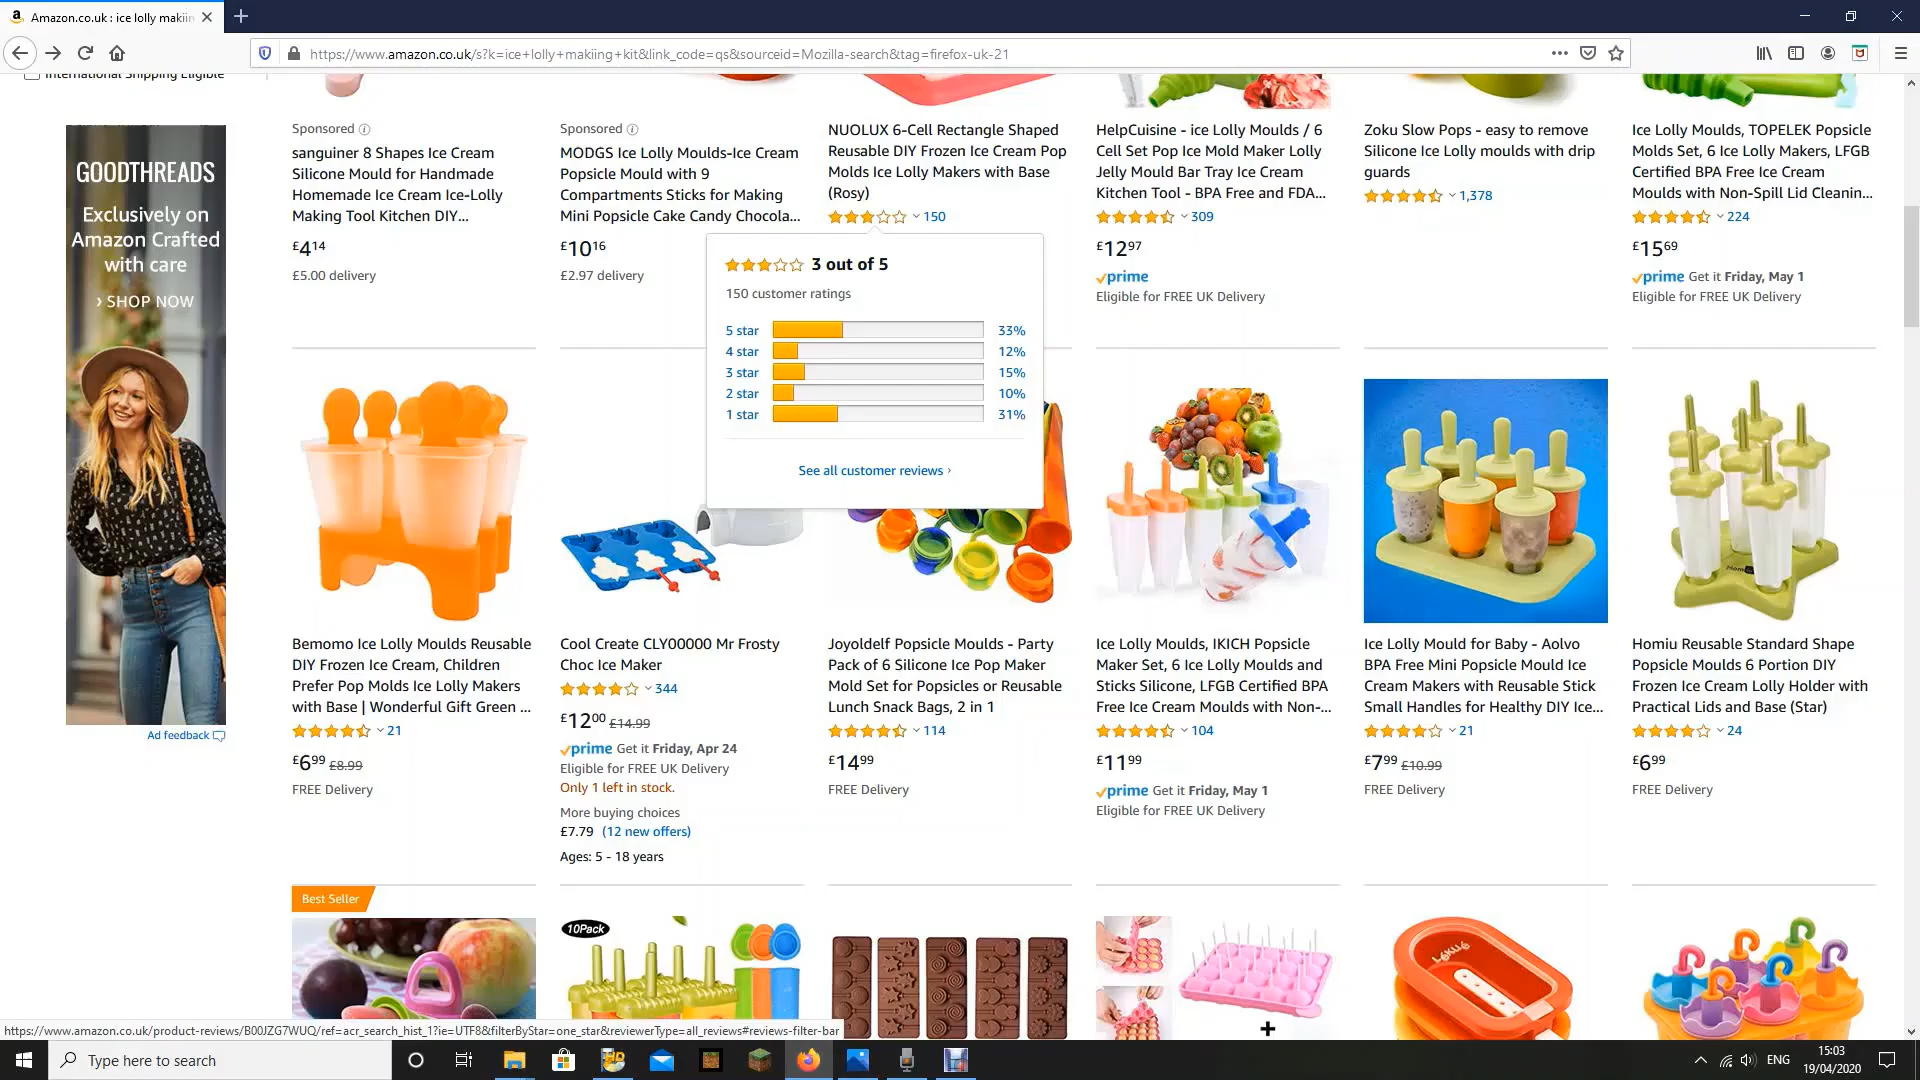 Amazon.co.uk : ice lolly makiin
https://www.amazon.co.uk/s?k=ice+lolly+makiing+kit&link_code=qs&sourceid=Mozilla-search&tag=firefox-uk-21
International Shipping Eligible
GOODTHREADS
Exclusively on
Amazon Crafted
with care
› SHOP NOW
Ad feedback
Sponsored
sanguiner 8 Shapes Ice Cream
Silicone Mould for Handmade
Homemade Ice Cream Ice-Lolly
Making Tool Kitchen DIY...
£4 14
£5.00 delivery
Sponsored
MODGS Ice Lolly Moulds-Ice Cream
Popsicle Mould with 9
Compartments Sticks for Making
Mini Popsicle Cake Candy Chocola...
£10 16
£2.97 delivery
NUOLUX 6-Cell Rectangle Shaped
Reusable DIY Frozen Ice Cream Pop
Molds Ice Lolly Makers with Base
(Rosy)
150
3 out of 5
150 customer ratings
5 star 33%
4 star 12%
3 star 15%
2 star 10%
1 star 31%
See all customer reviews ›
HelpCuisine - ice Lolly Moulds / 6
Cell Set Pop Ice Mold Maker Lolly
Jelly Mould Bar Tray Ice Cream
Kitchen Tool - BPA Free and FDA...
309
£12 97
prime
Eligible for FREE UK Delivery
Zoku Slow Pops - easy to remove
Silicone Ice Lolly moulds with drip
guards
1,378
Ice Lolly Moulds, TOPELEK Popsicle
Molds Set, 6 Ice Lolly Makers, LFGB
Certified BPA Free Ice Cream
Moulds with Non-Spill Lid Cleanin...
224
£15 69
prime Get it Friday, May 1
Eligible for FREE UK Delivery
Bemomo Ice Lolly Moulds Reusable
DIY Frozen Ice Cream, Children
Prefer Pop Molds Ice Lolly Makers
with Base | Wonderful Gift Green ...
21
£6 99 £8.99
FREE Delivery
Cool Create CLY00000 Mr Frosty
Choc Ice Maker
344
£12 00 £14.99
prime Get it Friday, Apr 24
Eligible for FREE UK Delivery
Only 1 left in stock.
More buying choices
£7.79 (12 new offers)
Ages: 5 - 18 years
Joyoldelf Popsicle Moulds - Party
Pack of 6 Silicone Ice Pop Maker
Mold Set for Popsicles or Reusable
Lunch Snack Bags, 2 in 1
114
£14 99
FREE Delivery
Ice Lolly Moulds, IKICH Popsicle
Maker Set, 6 Ice Lolly Moulds and
Sticks Silicone, LFGB Certified BPA
Free Ice Cream Moulds with Non-...
104
£11 99
prime Get it Friday, May 1
Eligible for FREE UK Delivery
Ice Lolly Mould for Baby - Aolvo
BPA Free Mini Popsicle Mould Ice
Cream Makers with Reusable Stick
Small Handles for Healthy DIY Ice...
21
£7 99 £10.99
FREE Delivery
Homiu Reusable Standard Shape
Popsicle Moulds 6 Portion DIY
Frozen Ice Cream Lolly Holder with
Practical Lids and Base (Star)
24
£6 99
FREE Delivery
Best Seller
10Pack
Lékué
https://www.amazon.co.uk/product-reviews/B00JZG7WUQ/ref=acr_search_hist_1?ie=UTF8&filterByStar=one_star&reviewerType=all_reviews#reviews-filter-bar
Type here to search
ENG
15:03
19/04/2020